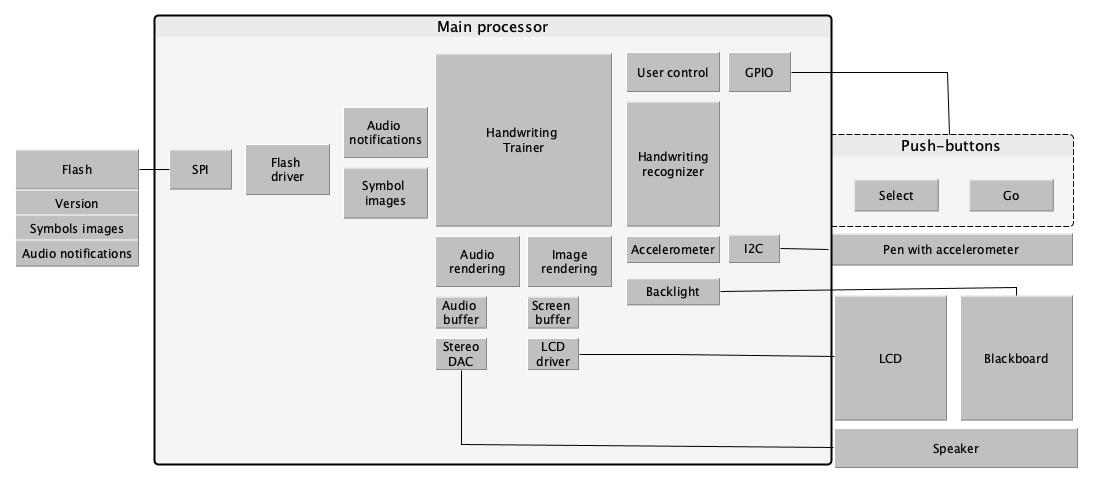 Main processor
User control
GPIO
Audio
notifications
Handwriting
Trainer
Push-buttons
Flash
SPI
Flash
driver
Handwriting
recognizer
Symbol
images
Select
Go
Version
Symbols images
Audio notifications
Audio
rendering
Image
rendering
Accelerometer
I2C
Pen with accelerometer
Backlight
Audio
buffer
Screen
buffer
Stereo
DAC
LCD
driver
LCD
Blackboard
Speaker